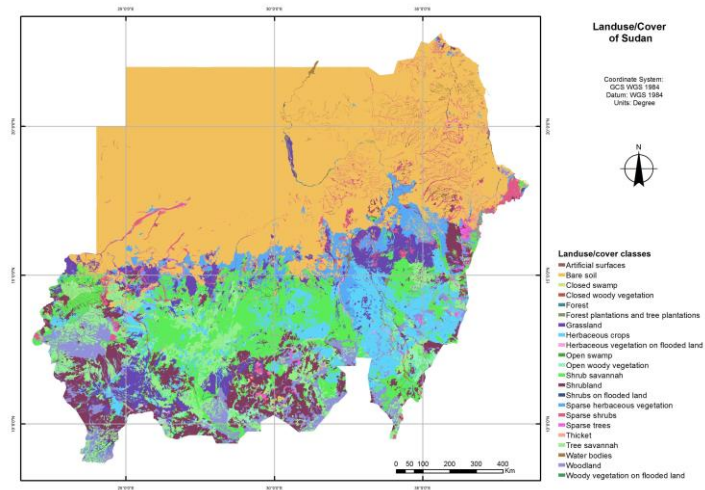 Landuse/Cover
of Sudan
Coordinate System:
GCS WGS 1984
Datum: WGS 1984
Units: Degree
N
Landuse/cover classes
Artificial surfaces
Bare soil
Closed swamp
Closed woody vegetation
Forest
Forest plantations and tree plantations
Grassland
Herbaceous crops
Herbaceous vegetation on flooded land
Open swamp
Open woody vegetation
Shrub savannah
Shrubland
Shrubs on flooded land
Sparse herbaceous vegetation
Sparse shrubs
Sparse trees
Thicket
Tree savannah
Water bodies
Woodland
Woody vegetation on flooded land
0 50 100 200 300 400
Km